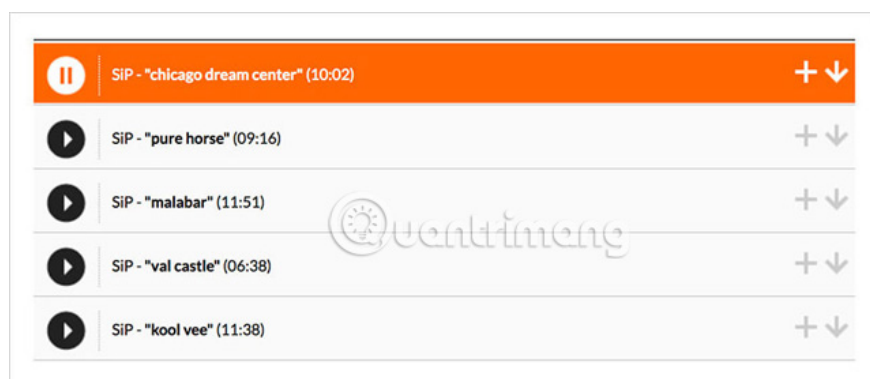 SiP - "chicago dream center" (10:02)
SiP - "pure horse" (09:16)
SiP - "malabar" (11:51)
Quantrimang
SiP - "val castle" (06:38)
SiP - "kool vee" (11:38)